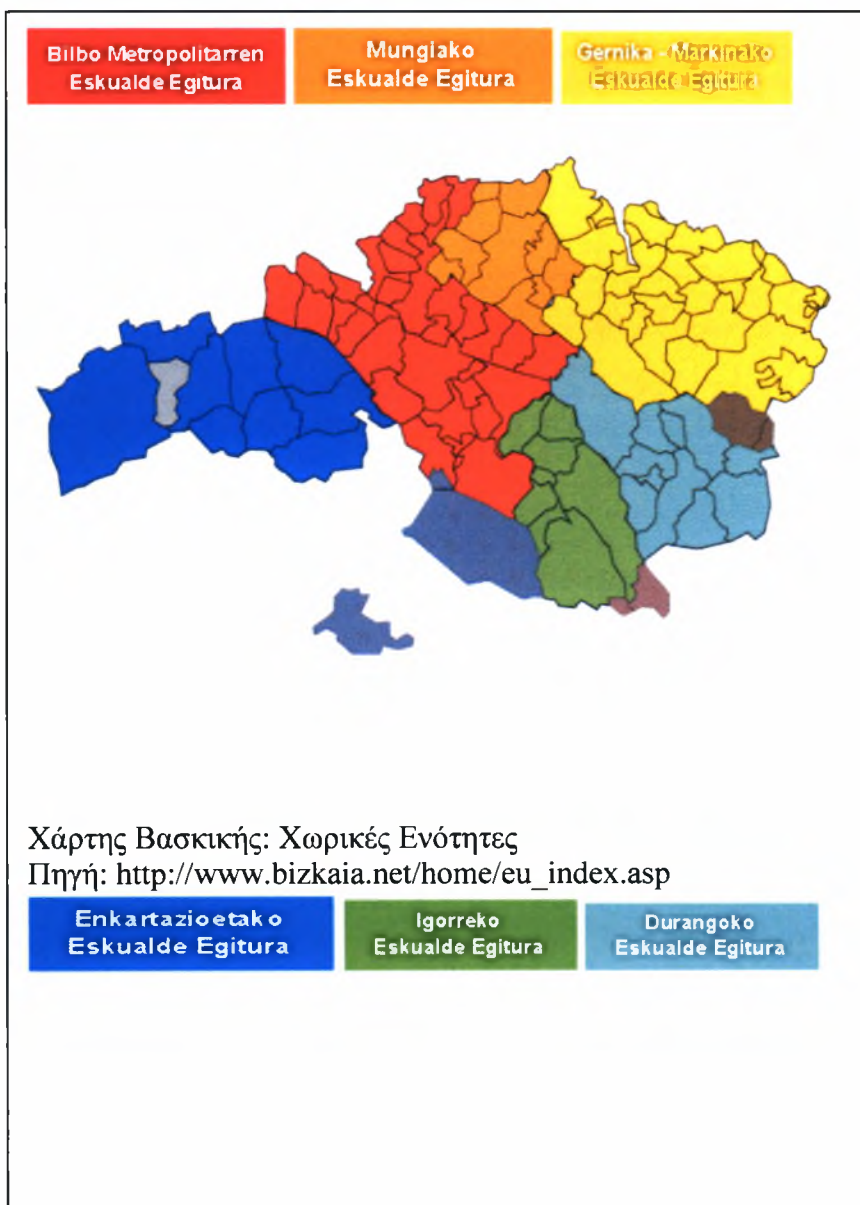 Bilbo Metropolitarren
Eskualde Egitura
Mungiako
Eskualde Egitura
Gernika - Markinako
Eskualde Egitura
Χάρτης Βασκικής: Χωρικές Ενότητες
Πηγή: http://www.bizkaia.net/home/eu_index.asp
Enkartazioetako
Eskualde Egitura
Igorreko
Eskualde Egitura
Durangoko
Eskualde Egitura